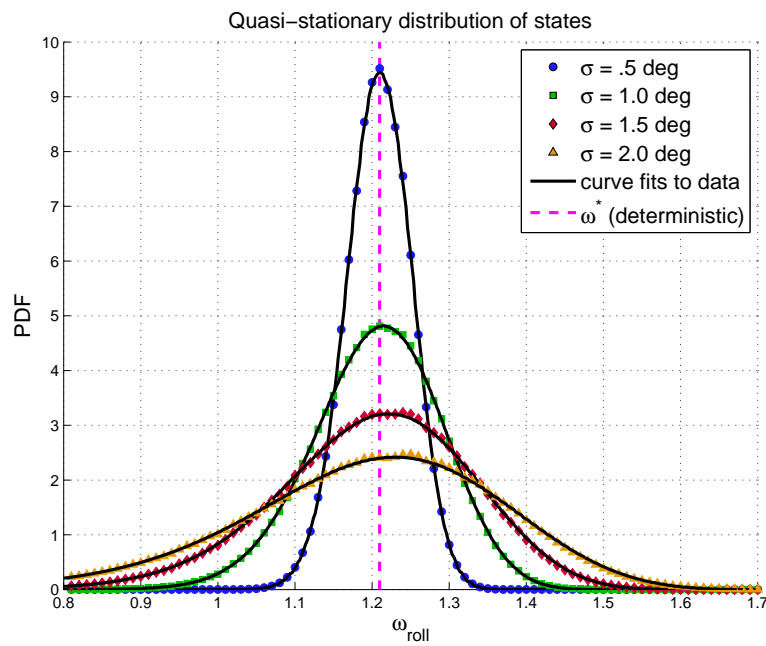 Quasi−stationary distribution of states
10
9
8
7
6
5
4
3
2
1
0
PDF
σ = .5 deg
σ = 1.0 deg
σ = 1.5 deg
σ = 2.0 deg
curve fits to data
ω* (deterministic)
0.8 0.9 1 1.1 1.2 1.3 1.4 1.5 1.6 1.7
ω_roll